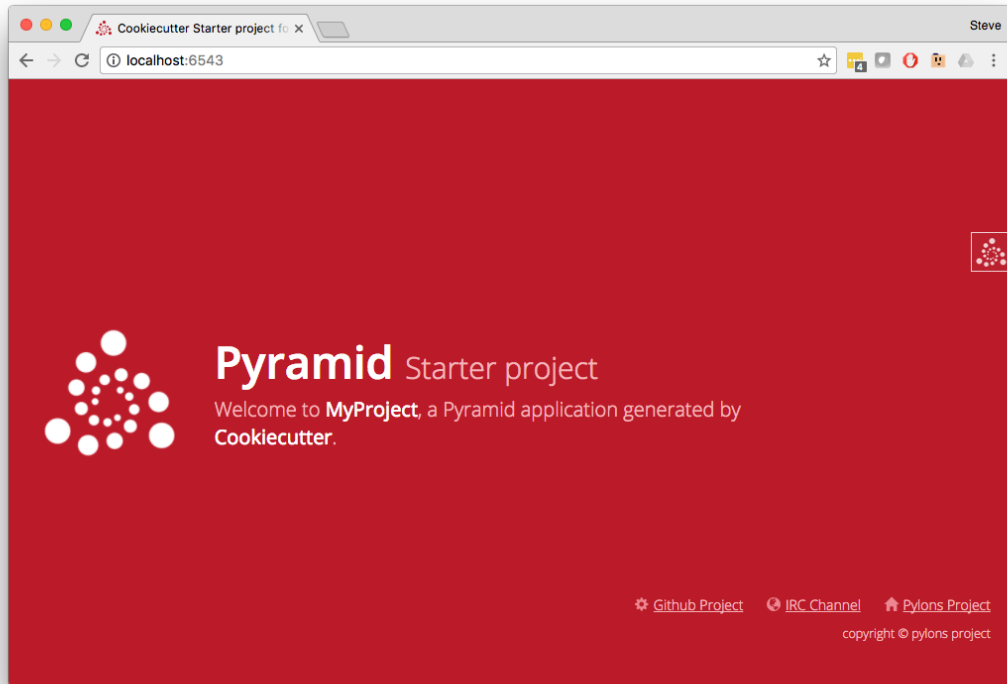 Cookiecutter Starter project fo
Steve
localhost:6543
4
Pyramid Starter project
Welcome to MyProject, a Pyramid application generated by
Cookiecutter.
Github Project IRC Channel Pylons Project
copyright © pylons project